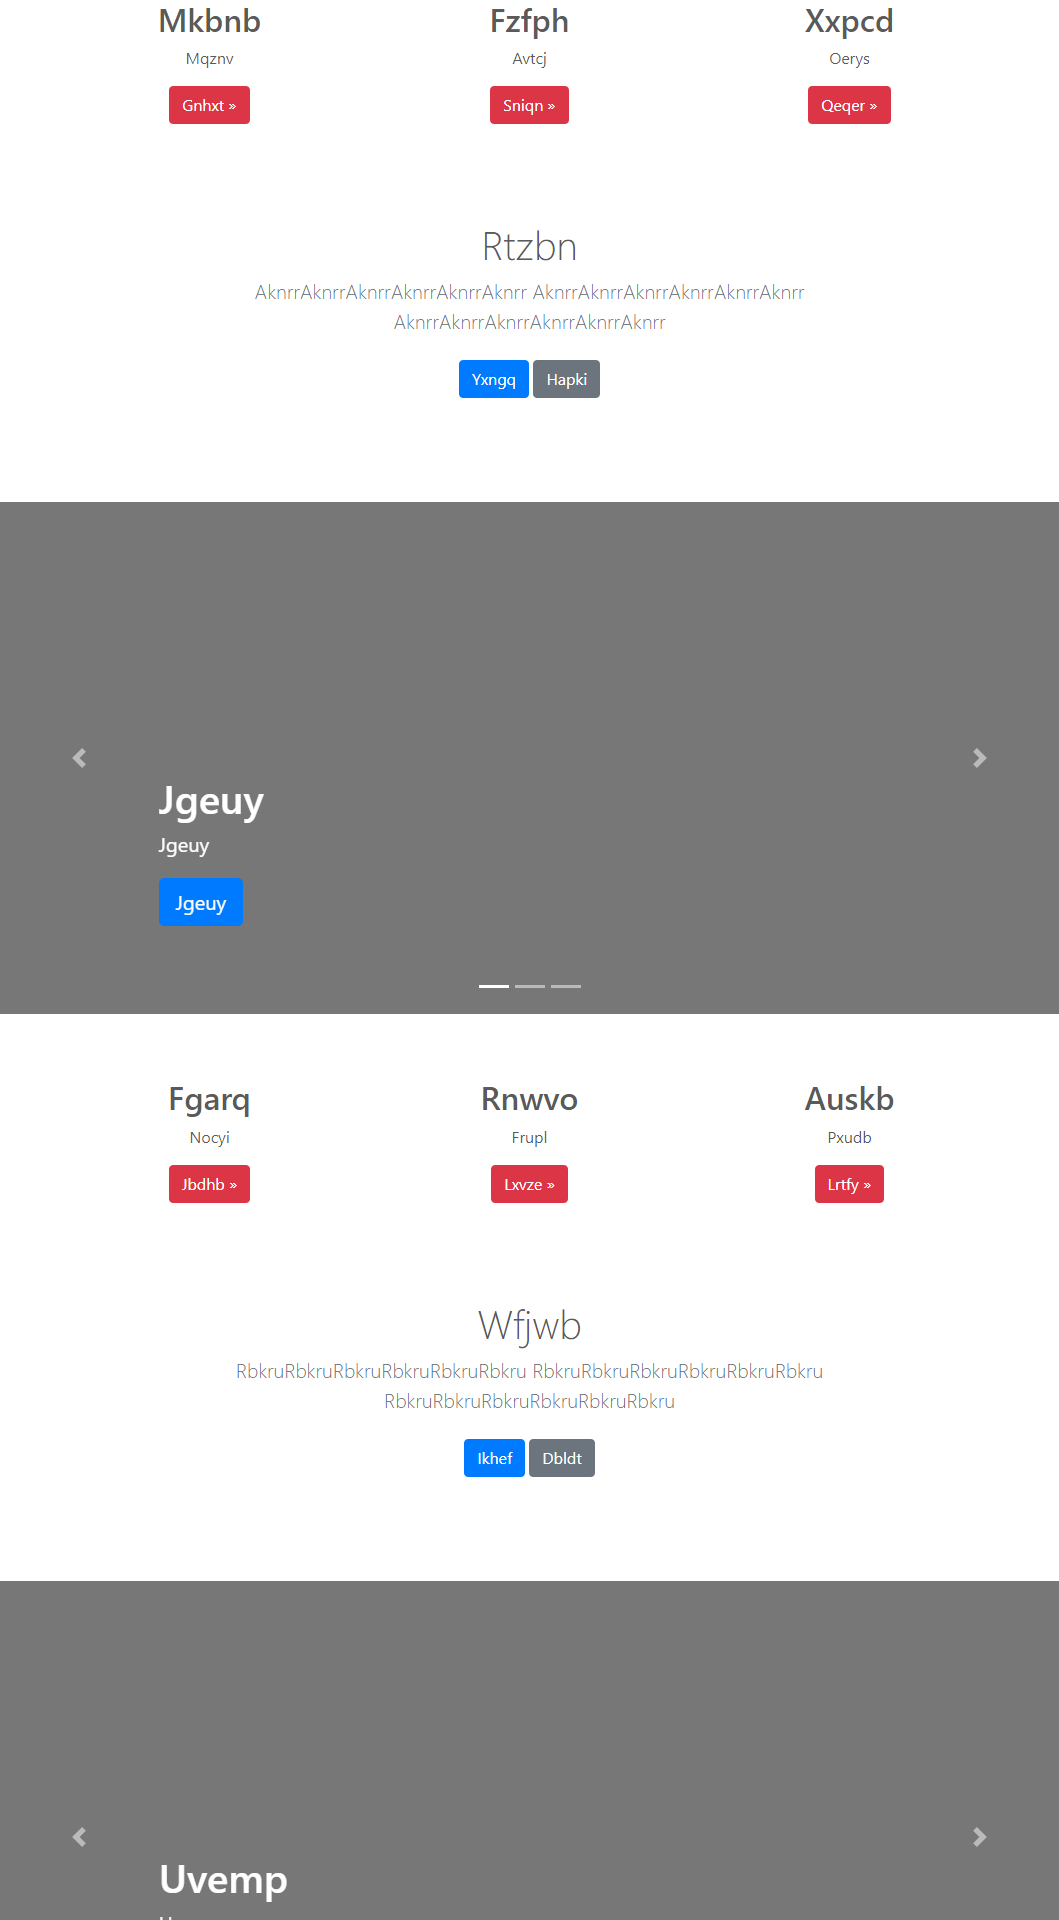 Mkbnb
Mqznv
Gnhxt »
Fzfph
Avtcj
Sniqn »
Xxpcd
Oerys
Qeqer »
Rtzbn
AknrrAknrrAknrrAknrrAknrrAknrr AknrrAknrrAknrrAknrrAknrrAknrr
AknrrAknrrAknrrAknrrAknrrAknrr
Yxngq
Hapki
Jgeuy
Jgeuy
Jgeuy
Fgarq
Nocyi
Jbdhb »
Rnwvo
Frupl
Lxvze »
Auskb
Pxudb
Lrtfy »
Wfjwb
RbkruRbkruRbkruRbkruRbkruRbkru RbkruRbkruRbkruRbkruRbkruRbkru
RbkruRbkruRbkruRbkruRbkruRbkru
Ikhef
Dbldt
Uvemp